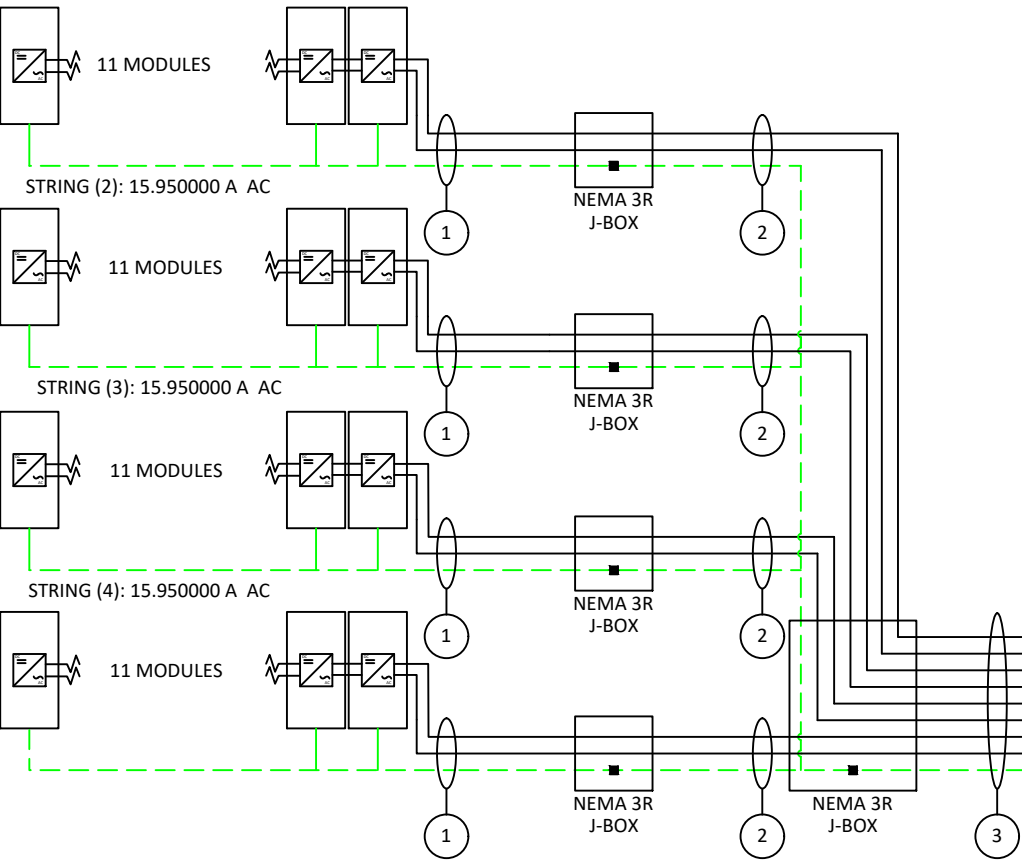 11 MODULES
NEMA 3R
J-BOX
1
2
STRING (2): 15.950000 A AC
11 MODULES
NEMA 3R
J-BOX
1
2
STRING (3): 15.950000 A AC
11 MODULES
NEMA 3R
J-BOX
1
2
STRING (4): 15.950000 A AC
11 MODULES
NEMA 3R
J-BOX
NEMA 3R
J-BOX
1
2
3